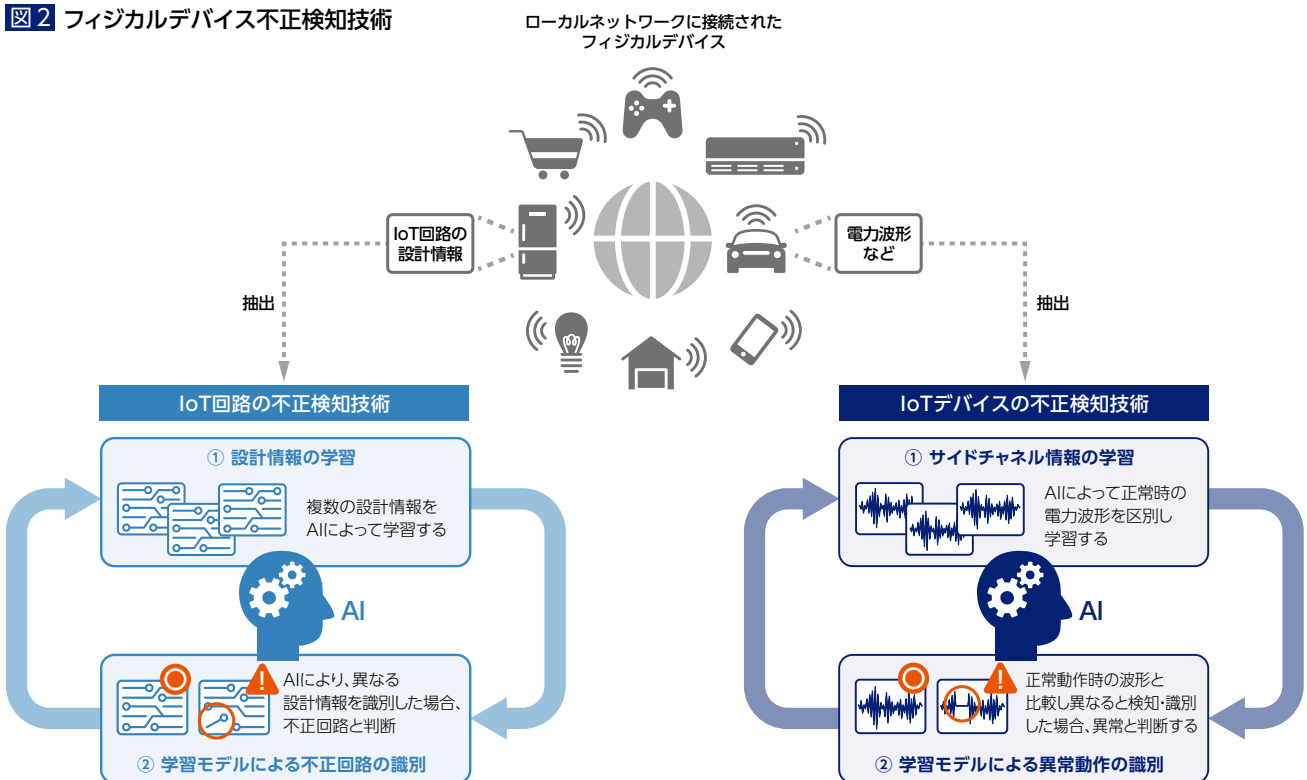 図2 フィジカルデバイス不正検知技術
ローカルネットワークに接続された
フィジカルデバイス
IoT回路の
設計情報
電力波形
など
抽出
抽出
IoT回路の不正検知技術
① 設計情報の学習
複数の設計情報を
AIによって学習する
AI
AIにより、異なる
設計情報を識別した場合、
不正回路と判断
② 学習モデルによる不正回路の識別
IoTデバイスの不正検知技術
① サイドチャネル情報の学習
AIによって正常時の
電力波形を区別し
学習する
AI
正常動作時の波形と
比較し異なると検知・識別
した場合、異常と判断する
② 学習モデルによる異常動作の識別